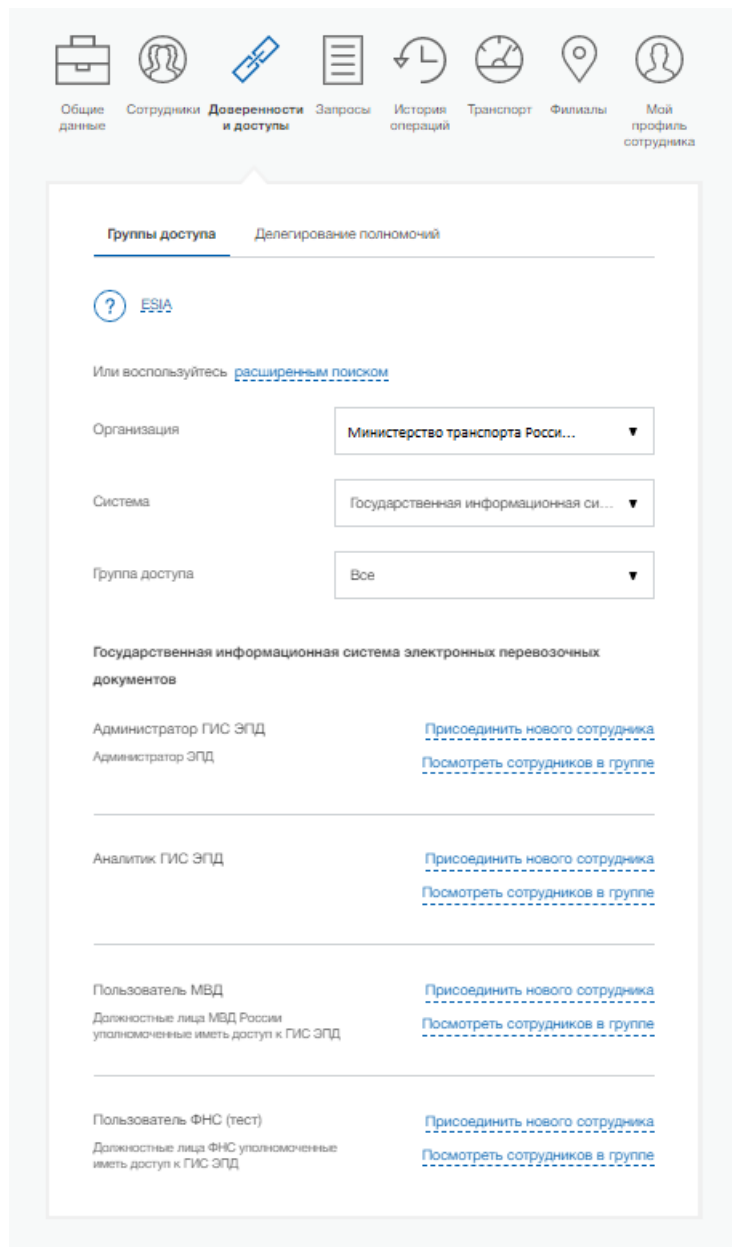 Общие данные
Сотрудники
Доверенности и доступы
Запросы
История операций
Транспорт
Филиалы
Мой профиль сотрудника
Группы доступа
Делегирование полномочий
? ESIA
Или воспользуйтесь расширенным поиском
Организация
Министерство транспорта Росси...
Система
Государственная информационная си...
Группа доступа
Все
Государственная информационная система электронных перевозочных
документов
Администратор ГИС ЭПД
Присоединить нового сотрудника
Администратор ЭПД
Посмотреть сотрудников в группе
Аналитик ГИС ЭПД
Присоединить нового сотрудника
Посмотреть сотрудников в группе
Пользователь МВД
Присоединить нового сотрудника
Должностные лица МВД России
уполномоченные иметь доступ к ГИС ЭПД
Посмотреть сотрудников в группе
Пользователь ФНС (тест)
Присоединить нового сотрудника
Должностные лица ФНС уполномоченные
иметь доступ к ГИС ЭПД
Посмотреть сотрудников в группе